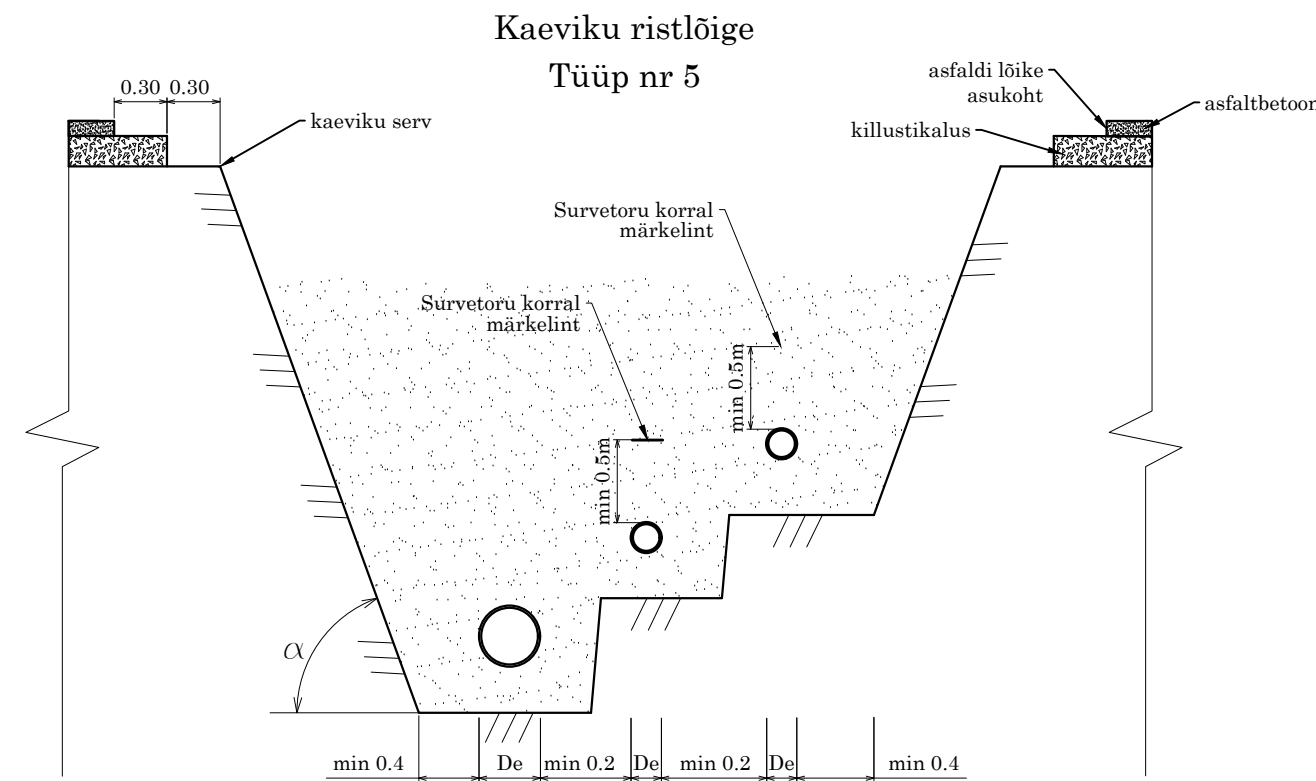 Kaeviku ristlõige
Tüüp nr 5
0.30 0.30
kaeviku serv
asfaldi lõike
asukoht
asfaltbetoon
killustikalus
Survetoru korral
märkelint
Survetoru korral
märkelint
min 0.5m
min 0.5m
α
min 0.4 De min 0.2 De min 0.2 De min 0.4